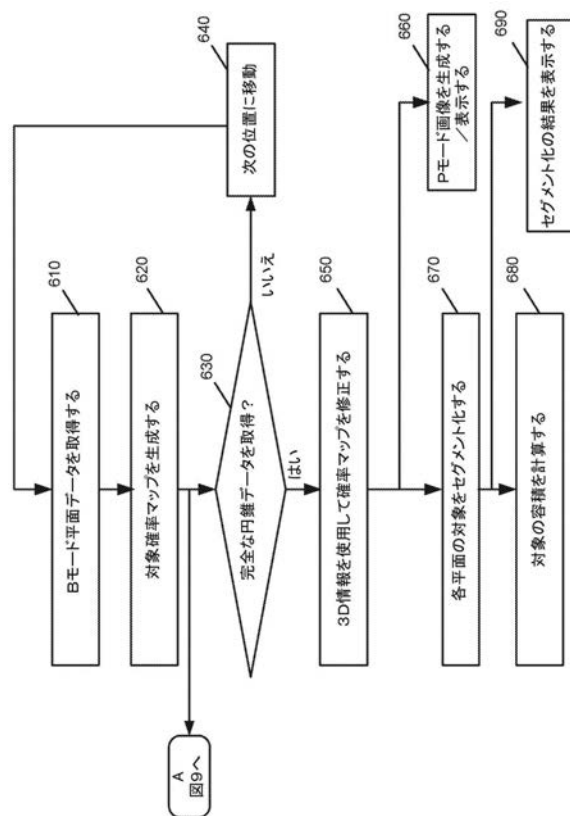 610
Bモード平面データを取得する
620
対象確率マップを生成する
A
図9へ
630
完全な円錐データを取得?
いいえ
640
次の位置に移動
はい
650
3D情報を使用して確率マップを修正する
660
Pモード画像を生成する
/表示する
670
各平面の対象をセグメント化する
680
対象の容積を計算する
690
セグメント化の結果を表示する